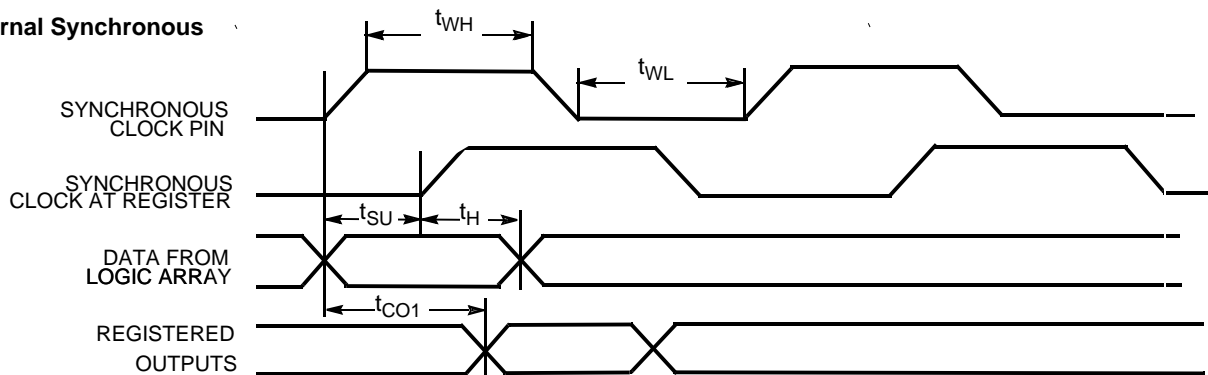 rnal Synchronous
tWH
tWL
SYNCHRONOUS
CLOCK PIN
SYNCHRONOUS
CLOCK AT REGISTER
tSU
tH
DATA FROM
LOGIC ARRAY
tCO1
REGISTERED
OUTPUTS